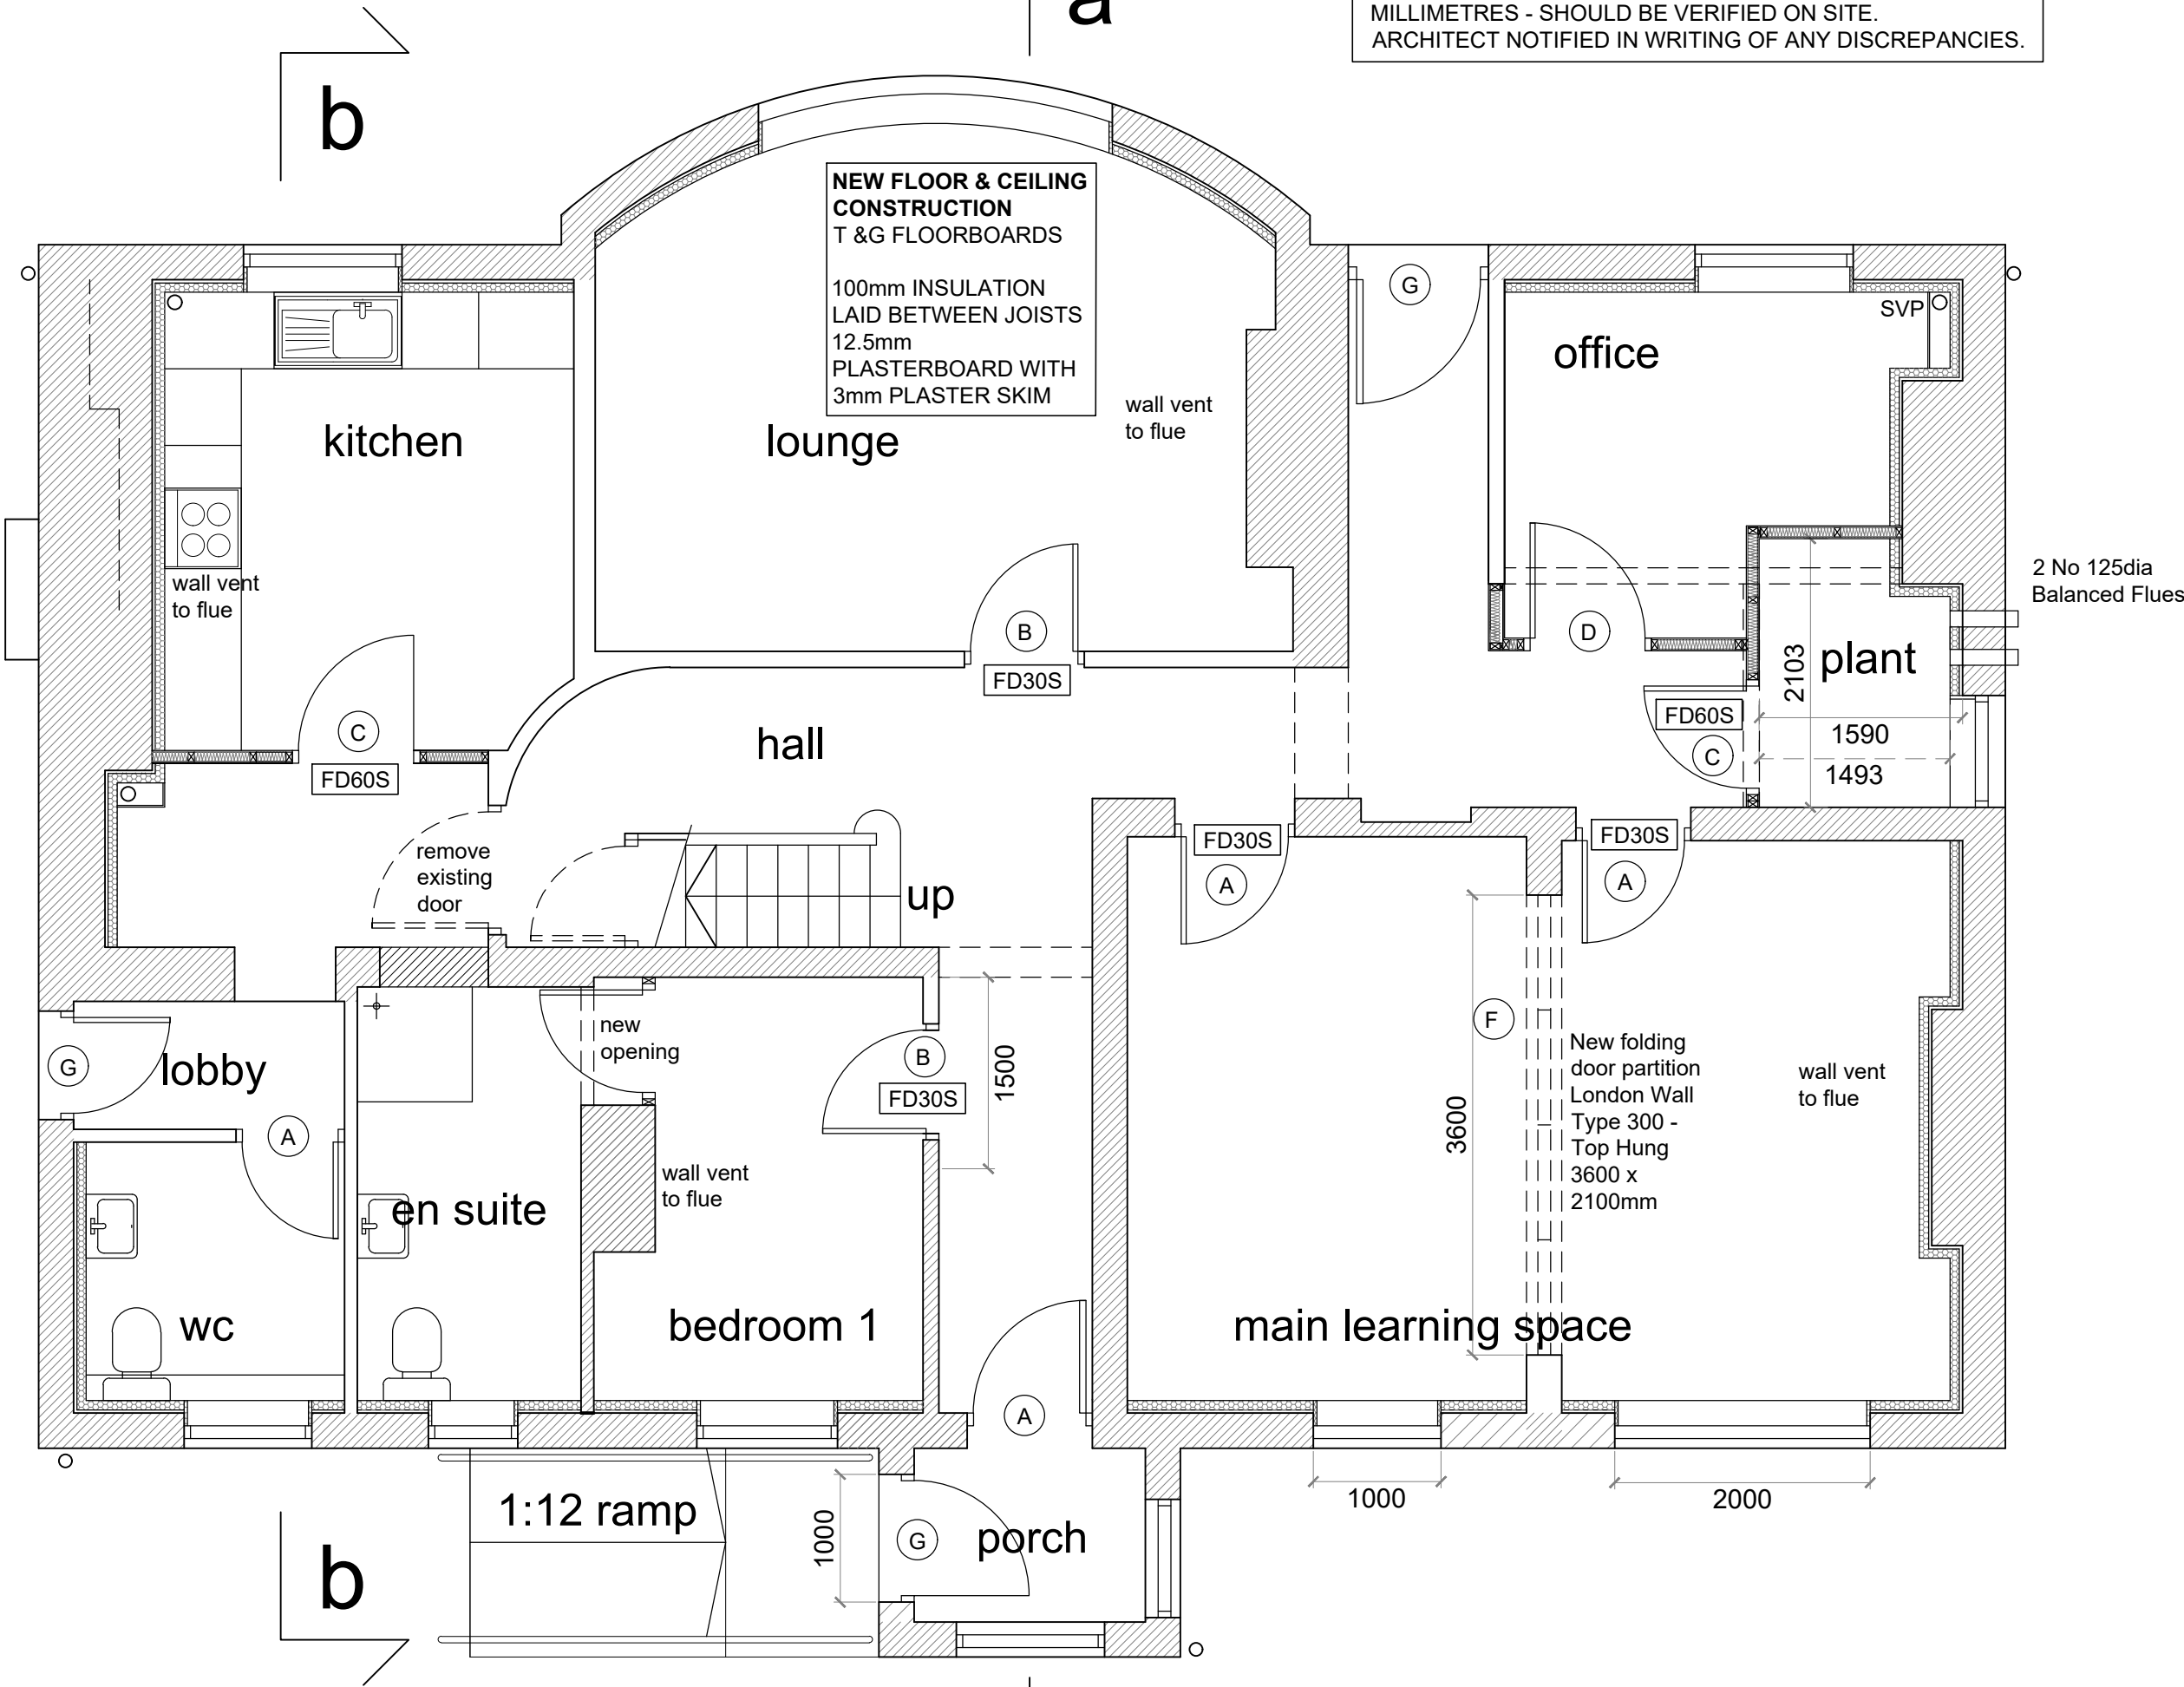 a
MILLIMETRES - SHOULD BE VERIFIED ON SITE.
ARCHITECT NOTIFIED IN WRITING OF ANY DISCREPANCIES.
b
NEW FLOOR & CEILING
CONSTRUCTION
T &G FLOORBOARDS
100mm INSULATION
LAID BETWEEN JOISTS
12.5mm
PLASTERBOARD WITH
3mm PLASTER SKIM
G
SVP
office
wall vent
to flue
kitchen
lounge
wall vent
to flue
2 No 125dia
Balanced Flues
B
FD30S
D
2103
plant
FD60S
C
1590
1493
C
FD60S
hall
remove
existing
door
up
FD30S
A
FD30S
A
new
opening
G
lobby
A
B
FD30S
1500
F
3600
New folding
door partition
London Wall
Type 300 -
Top Hung
3600 x
2100mm
wall vent
to flue
wall vent
to flue
en suite
wc
bedroom 1
main learning space
A
1:12 ramp
1000
G
porch
1000
2000
b